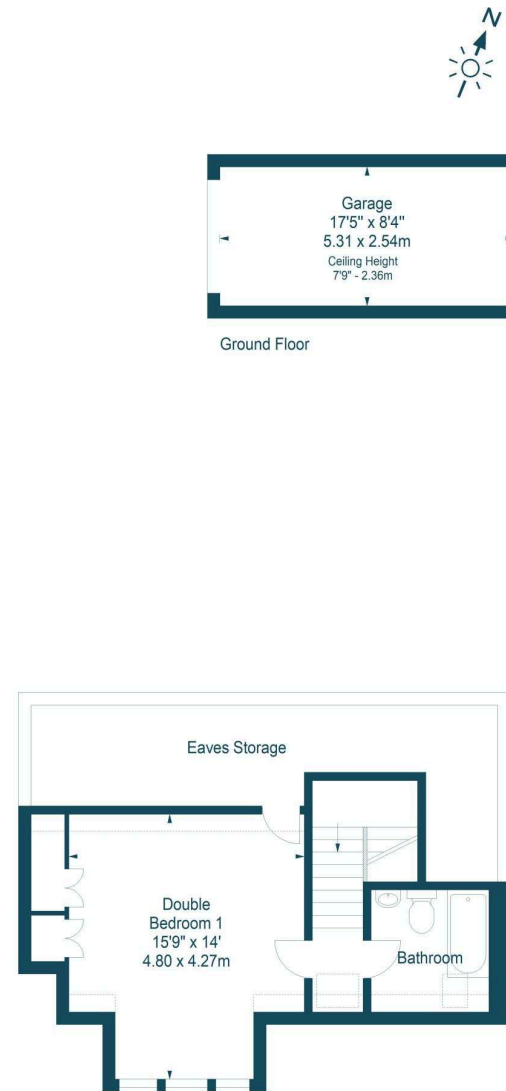 N
Garage
17'5" x 8'4"
5.31 x 2.54m
Ceiling Height
7'9" - 2.36m
Ground Floor
Eaves Storage
Double
Bedroom 1
15'9" x 14'
4.80 x 4.27m
Bathroom